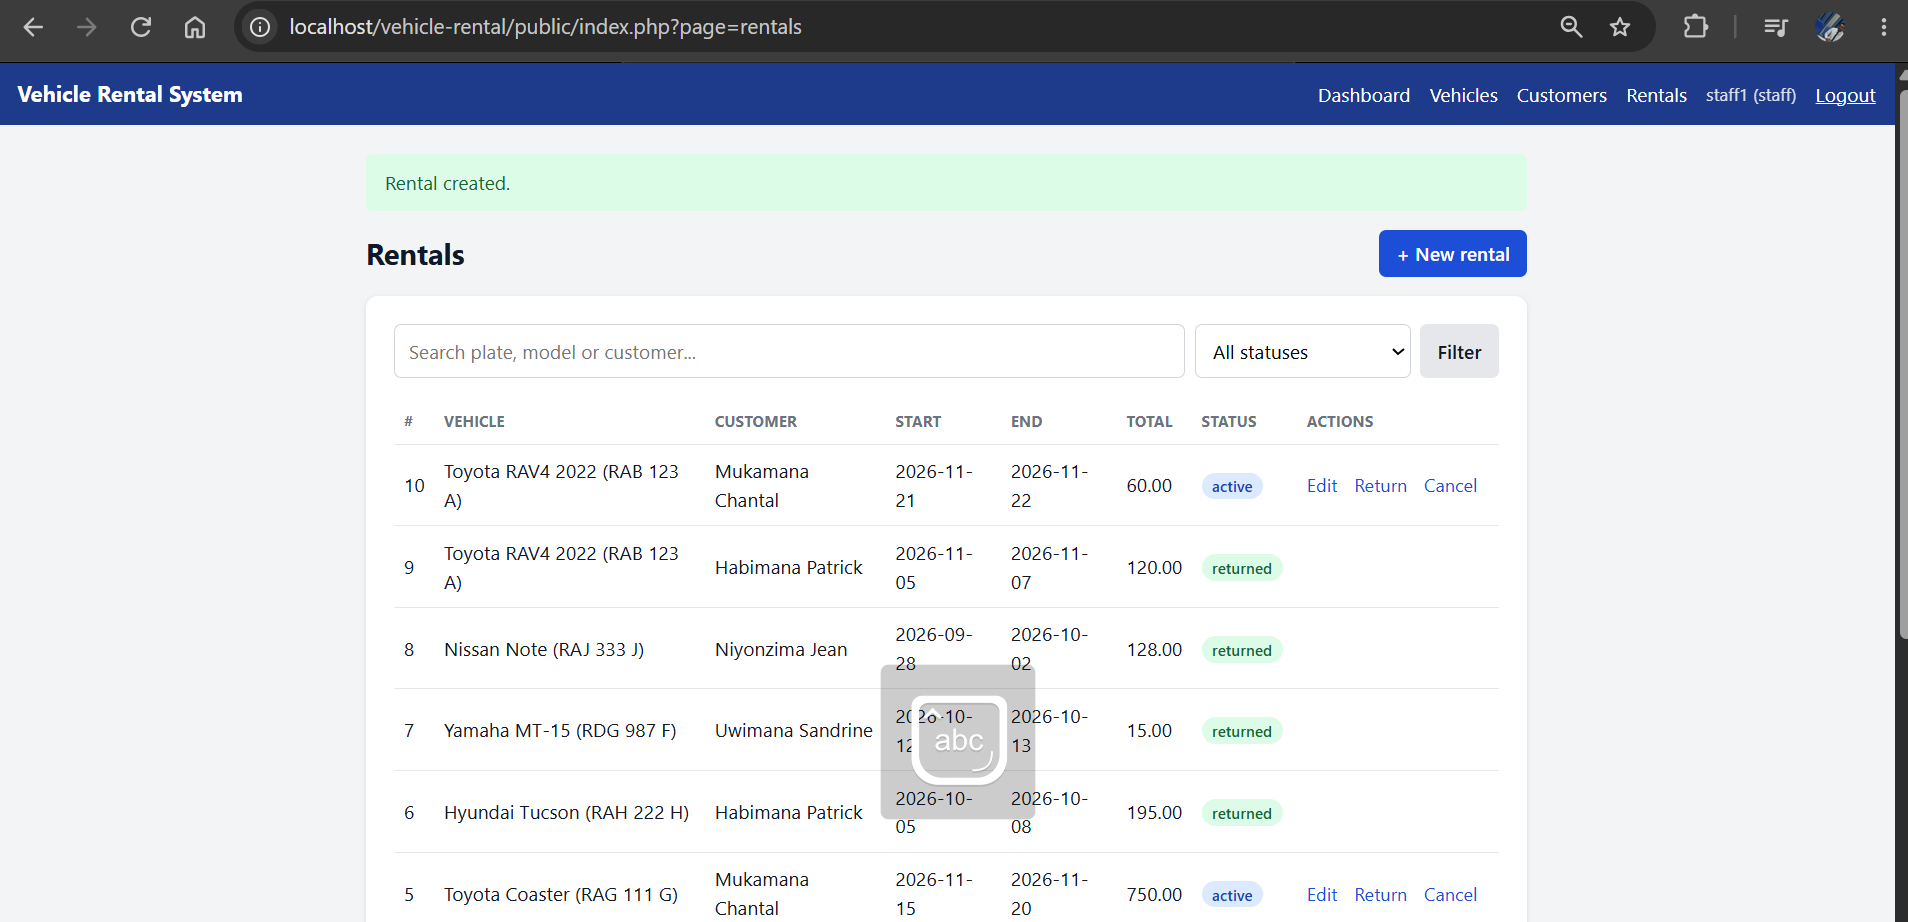 localhost/vehicle-rental/public/index.php?page=rentals
Vehicle Rental System
Dashboard Vehicles Customers Rentals staff1 (staff) Logout
Rental created.
Rentals
+ New rental
Search plate, model or customer...
All statuses
Filter
# VEHICLE CUSTOMER START END TOTAL STATUS ACTIONS
10 Toyota RAV4 2022 (RAB 123 A) Mukamana Chantal 2026-11-21 2026-11-22 60.00 active Edit Return Cancel
9 Toyota RAV4 2022 (RAB 123 A) Habimana Patrick 2026-11-05 2026-11-07 120.00 returned
8 Nissan Note (RAJ 333 J) Niyonzima Jean 2026-09-28 2026-10-02 128.00 returned
7 Yamaha MT-15 (RDG 987 F) Uwimana Sandrine 2026-10-12 2026-10-13 15.00 returned
abc
6 Hyundai Tucson (RAH 222 H) Habimana Patrick 2026-10-05 2026-10-08 195.00 returned
5 Toyota Coaster (RAG 111 G) Mukamana Chantal 2026-11-15 2026-11-20 750.00 active Edit Return Cancel